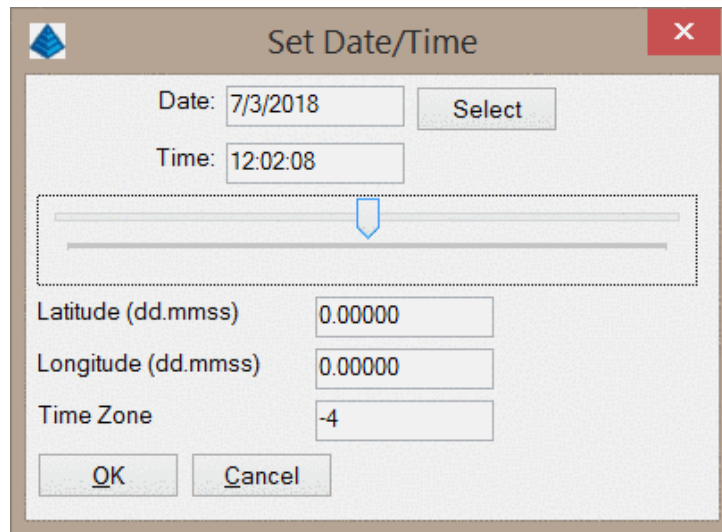 Set Date/Time
Date: 7/3/2018 Select
Time: 12:02:08
Latitude (dd.mmss) 0.00000
Longitude (dd.mmss) 0.00000
Time Zone -4
OK Cancel